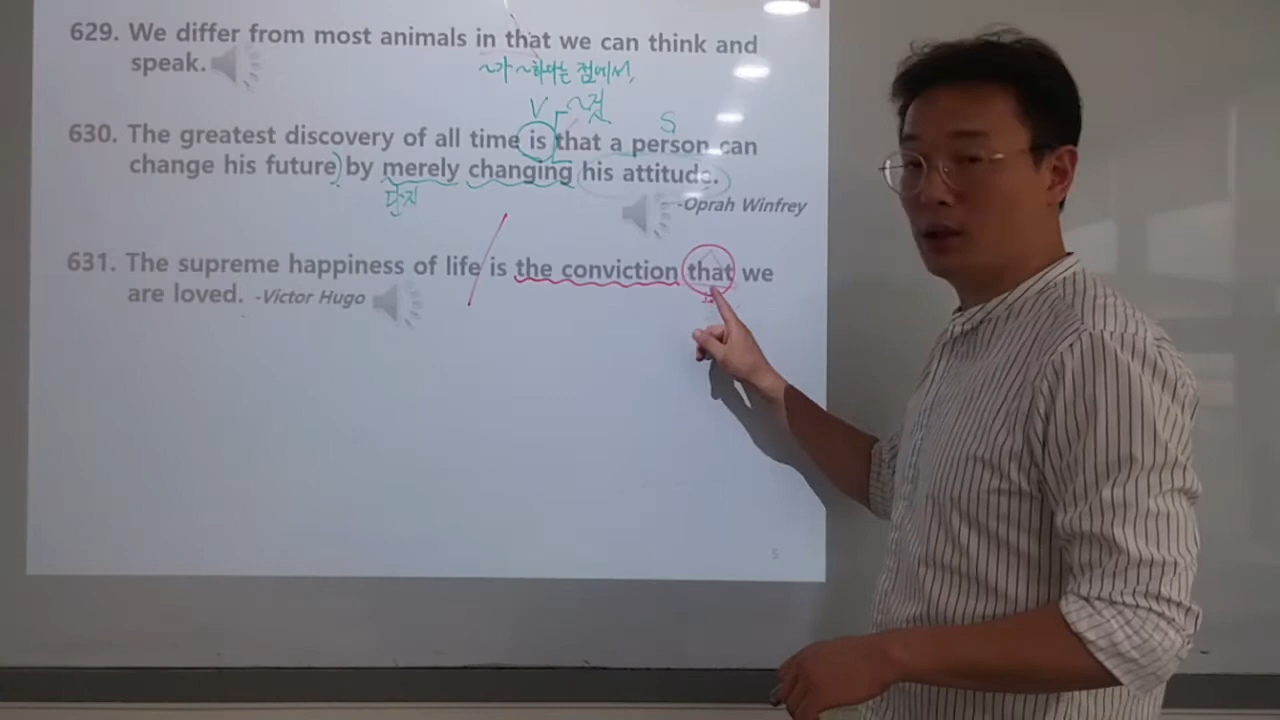 629. We differ from most animals in that we can think and
speak.
~가 ~하다는 점에서,
V ~것 S
630. The greatest discovery of all time is that a person can
change his future) by merely changing his attitude.
단지
-Oprah Winfrey
631. The supreme happiness of life / is the conviction that we
are loved. -Victor Hugo
5